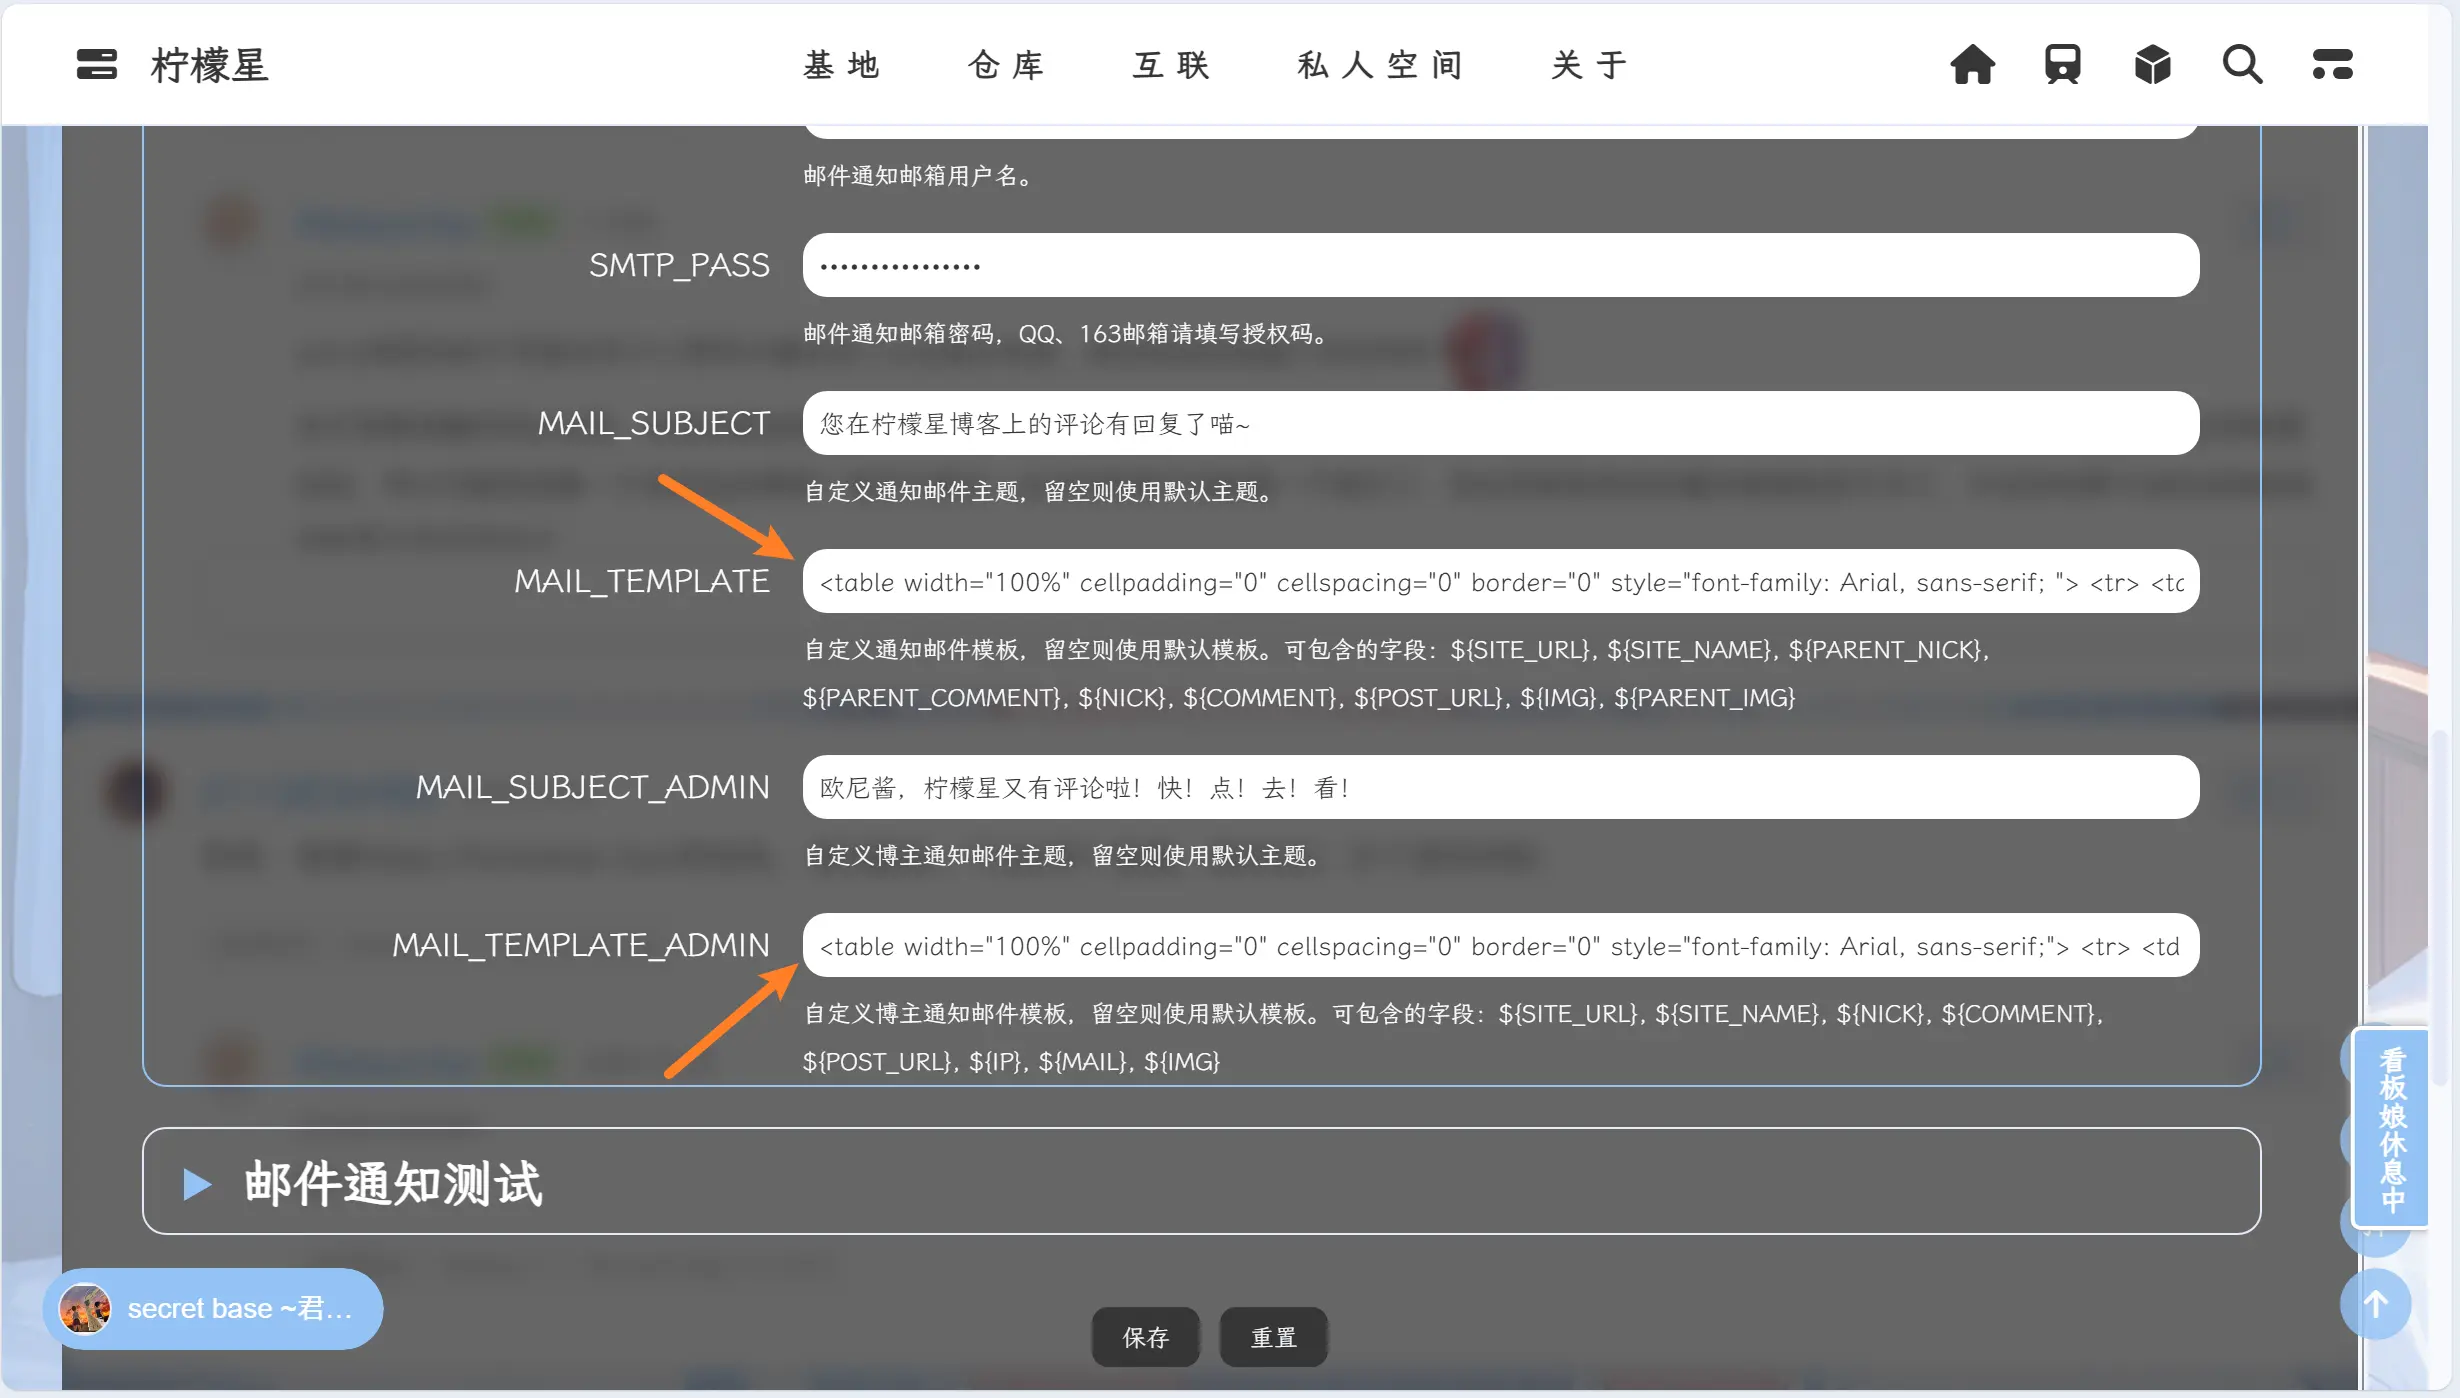 柠檬星
基地 仓库 互联 私人空间 关于
邮件通知邮箱用户名。
SMTP_PASS ················
邮件通知邮箱密码，QQ、163邮箱请填写授权码。
MAIL_SUBJECT 您在柠檬星博客上的评论有回复了喵~
自定义通知邮件主题，留空则使用默认主题。
MAIL_TEMPLATE <table width="100%" cellpadding="0" cellspacing="0" border="0" style="font-family: Arial, sans-serif; "> <tr> <td
自定义通知邮件模板，留空则使用默认模板。可包含的字段：${SITE_URL}, ${SITE_NAME}, ${PARENT_NICK},
${PARENT_COMMENT}, ${NICK}, ${COMMENT}, ${POST_URL}, ${IMG}, ${PARENT_IMG}
MAIL_SUBJECT_ADMIN 欧尼酱，柠檬星又有评论啦！快！点！去！看！
自定义博主通知邮件主题，留空则使用默认主题。
MAIL_TEMPLATE_ADMIN <table width="100%" cellpadding="0" cellspacing="0" border="0" style="font-family: Arial, sans-serif;"> <tr> <td
自定义博主通知邮件模板，留空则使用默认模板。可包含的字段：${SITE_URL}, ${SITE_NAME}, ${NICK}, ${COMMENT},
${POST_URL}, ${IP}, ${MAIL}, ${IMG}
看板娘休息中
邮件通知测试
secret base ~君...
保存 重置